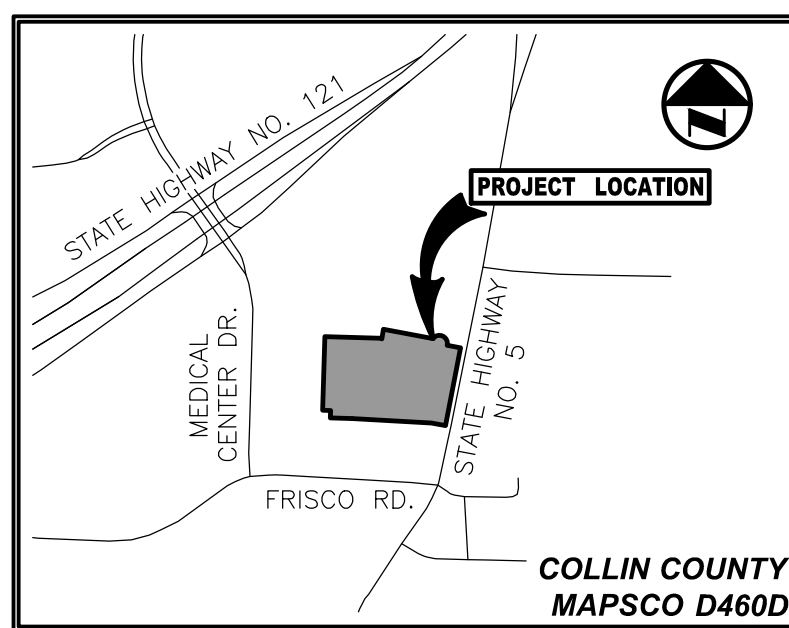 STATE HIGHWAY NO. 121
PROJECT LOCATION
MEDICAL
CENTER DR.
STATE HIGHWAY
NO. 5
FRISCO RD.
COLLIN COUNTY
MAPSCO D460D